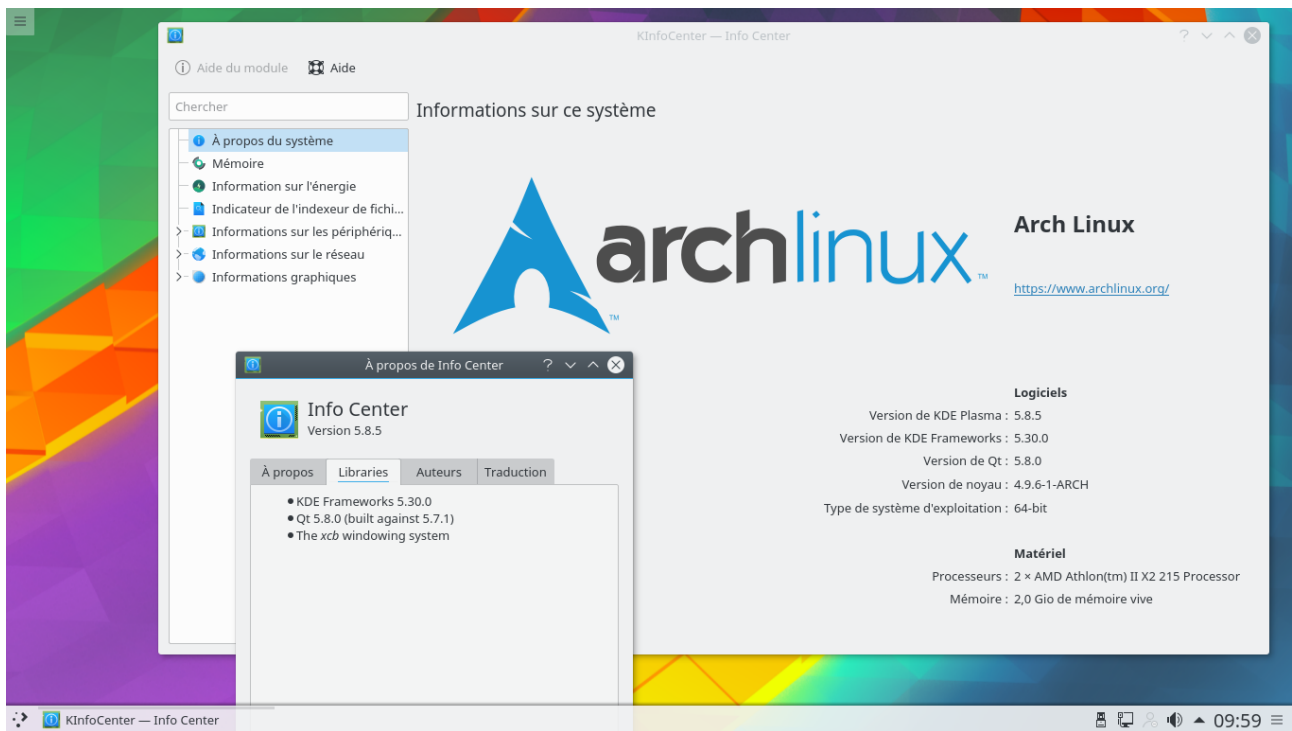 KInfoCenter — Info Center
Aide du module Aide
Chercher
Informations sur ce système
À propos du système
Mémoire
Information sur l'énergie
Indicateur de l'indexeur de fichi...
Informations sur les périphériq...
Informations sur le réseau
Informations graphiques
archlinux™
™
Arch Linux
https://www.archlinux.org/
Logiciels
Version de KDE Plasma : 5.8.5
Version de KDE Frameworks : 5.30.0
Version de Qt : 5.8.0
Version de noyau : 4.9.6-1-ARCH
Type de système d'exploitation : 64-bit
Matériel
Processeurs : 2 × AMD Athlon(tm) II X2 215 Processor
Mémoire : 2,0 Gio de mémoire vive
À propos de Info Center
Info Center
Version 5.8.5
À propos Libraries Auteurs Traduction
KDE Frameworks 5.30.0
Qt 5.8.0 (built against 5.7.1)
The xcb windowing system
KInfoCenter — Info Center
09:59